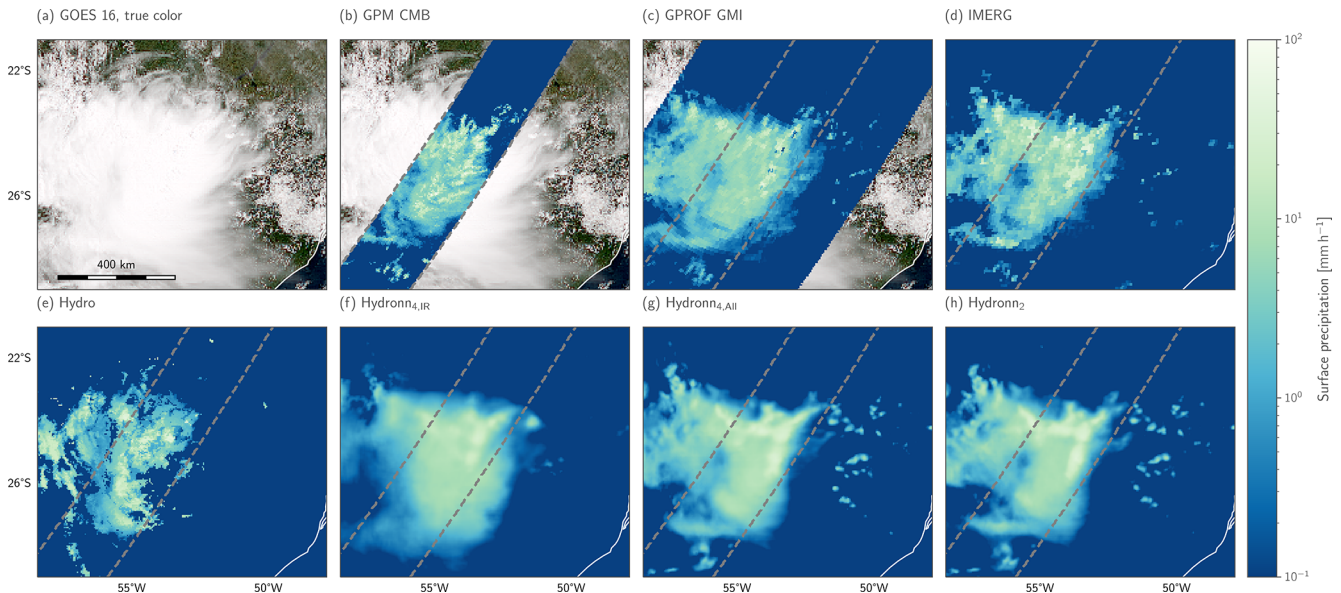 (a) GOES 16, true color
(b) GPM CMB
(c) GPROF GMI
(d) IMERG
22°S
26°S
400 km
(e) Hydro
(f) Hydronn4,IR
(g) Hydronn4,All
(h) Hydronn2
22°S
26°S
55°W
50°W
55°W
50°W
55°W
50°W
55°W
50°W
10²
10¹
10⁰
10⁻¹
Surface precipitation [mm h⁻¹]